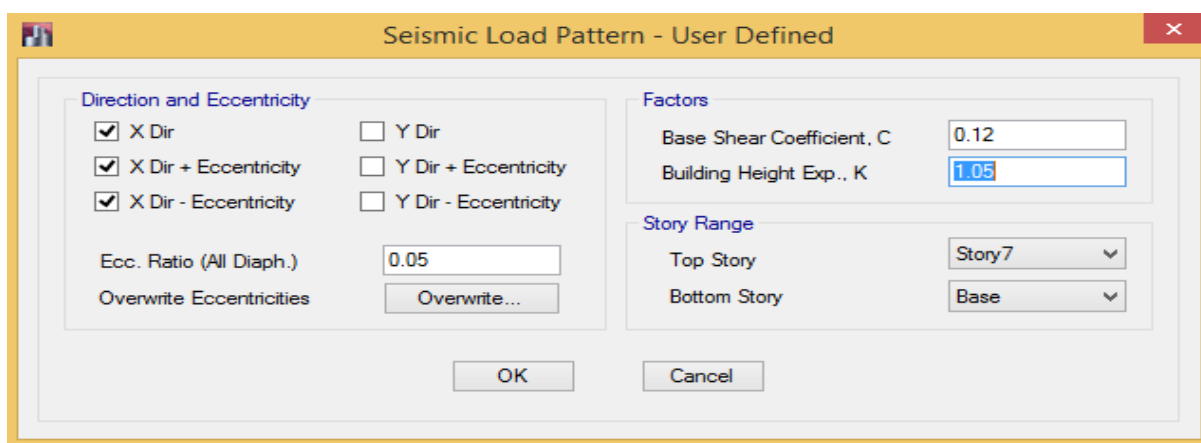 Seismic Load Pattern - User Defined
Direction and Eccentricity
X Dir
Y Dir
X Dir + Eccentricity
Y Dir + Eccentricity
X Dir - Eccentricity
Y Dir - Eccentricity
Ecc. Ratio (All Diaph.)
0.05
Overwrite Eccentricities
Overwrite...
Factors
Base Shear Coefficient, C
0.12
Building Height Exp., K
1.05
Story Range
Top Story
Story7
Bottom Story
Base
OK
Cancel